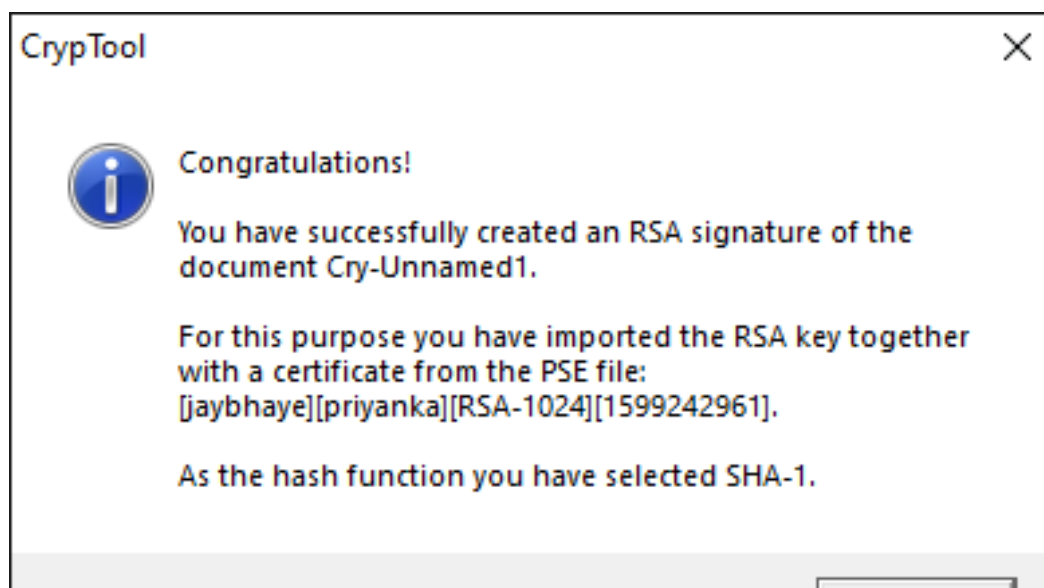 CrypTool
Congratulations!
You have successfully created an RSA signature of the
document Cry-Unnamed1.
For this purpose you have imported the RSA key together
with a certificate from the PSE file:
[jaybhaye][priyanka][RSA-1024][1599242961].
As the hash function you have selected SHA-1.